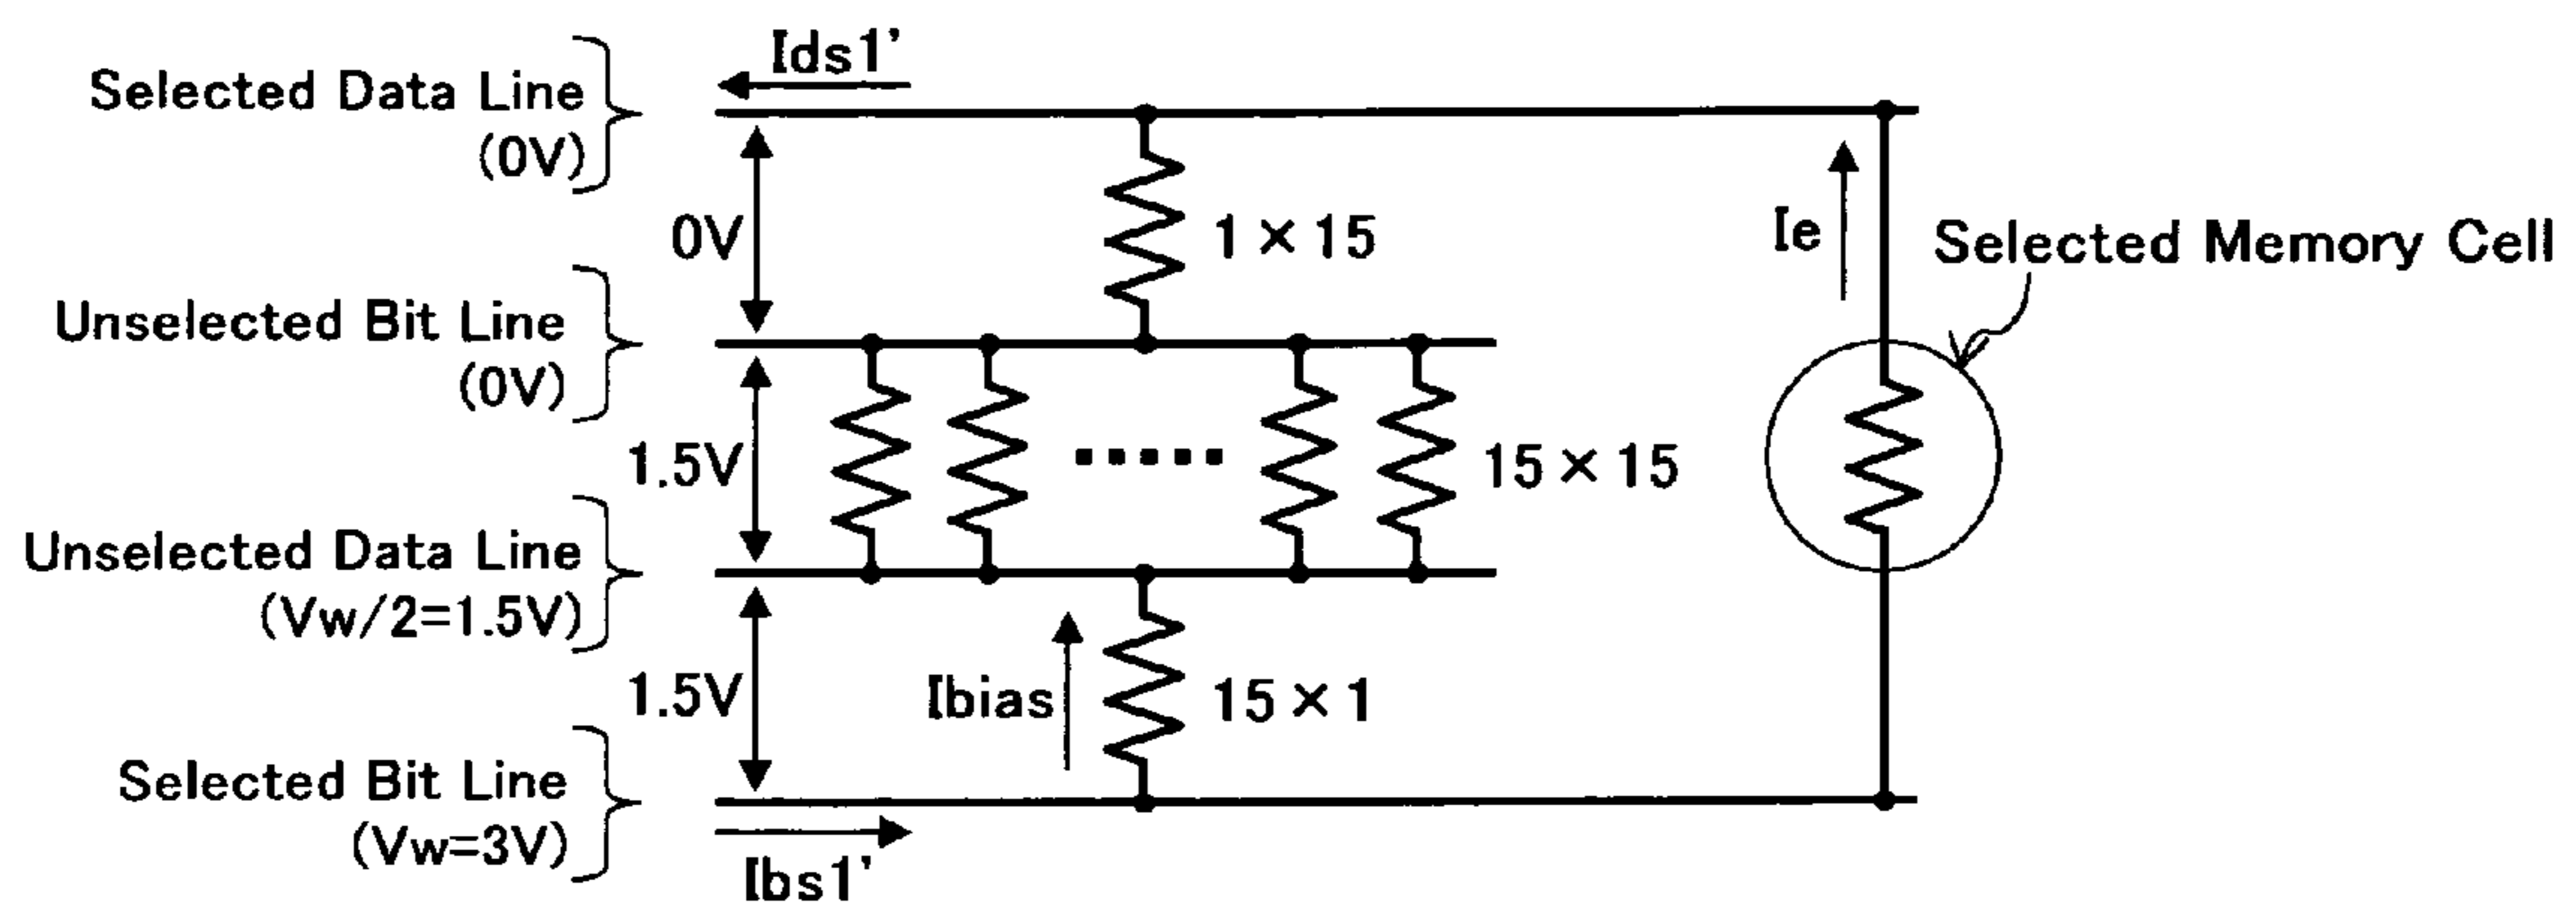 Ids1'
Selected Data Line
(0V)
0V
1×15
Ie
Selected Memory Cell
Unselected Bit Line
(0V)
1.5V
15×15
Unselected Data Line
(Vw/2=1.5V)
1.5V
Ibias
15×1
Selected Bit Line
(Vw=3V)
Ibs1'